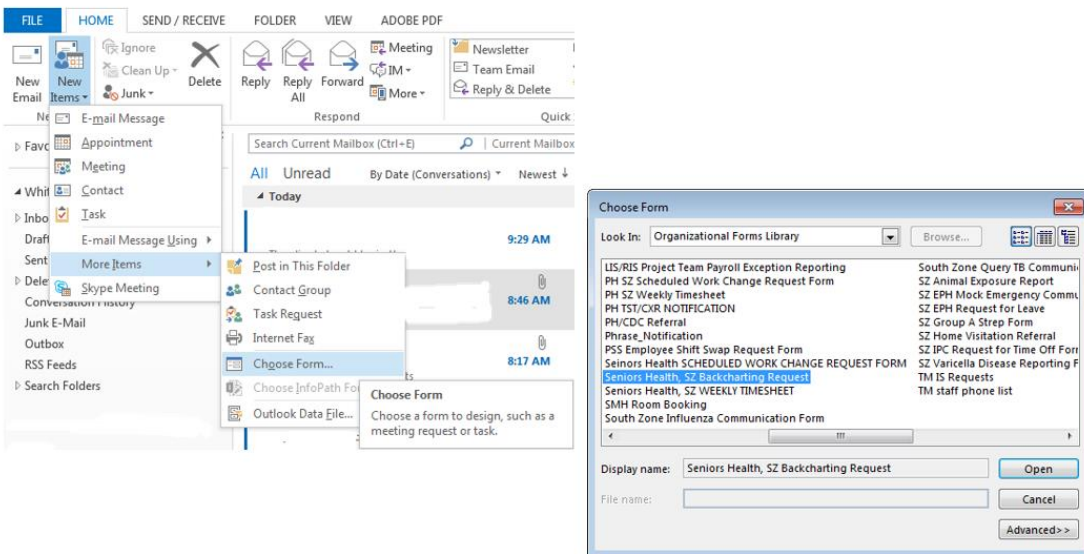 FILE HOME SEND / RECEIVE FOLDER VIEW ADOBE PDF
New Email
New Items
Ignore
Clean Up
Junk
Delete
Reply
Reply All
Forward
Meeting
IM
More
Respond
Newsletter
Team Email
Reply & Delete
Quick
E-mail Message
Appointment
Meeting
Contact
Task
E-mail Message Using
More Items
Skype Meeting
Post in This Folder
Contact Group
Task Request
Internet Fax
Choose Form...
Outlook Data File...
Choose Form
Choose a form to design, such as a
meeting request or task.
Search Current Mailbox (Ctrl+E) Current Mailbox
All Unread By Date (Conversations) Newest
Today
9:29 AM
8:46 AM
8:17 AM
Conversation History
Junk E-Mail
Outbox
RSS Feeds
Search Folders
Choose Form
Look In: Organizational Forms Library Browse...
LIS/RIS Project Team Payroll Exception Reporting
PH SZ Scheduled Work Change Request Form
PH SZ Weekly Timesheet
PH TST/CXR NOTIFICATION
PH/CDC Referral
Phrase_Notification
PSS Employee Shift Swap Request Form
Seinors Health SCHEDULED WORK CHANGE REQUEST FORM
Seniors Health, SZ Backcharting Request
Seniors Health, SZ WEEKLY TIMESHEET
SMH Room Booking
South Zone Influenza Communication Form
South Zone Query TB Communi
SZ Animal Exposure Report
SZ EPH Mock Emergency Commu
SZ EPH Request for Leave
SZ Group A Strep Form
SZ Home Visitation Referral
SZ IPC Request for Time Off Forr
SZ Varicella Disease Reporting F
TM IS Requests
TM staff phone list
Display name: Seniors Health, SZ Backcharting Request Open
File name: Cancel
Advanced>>